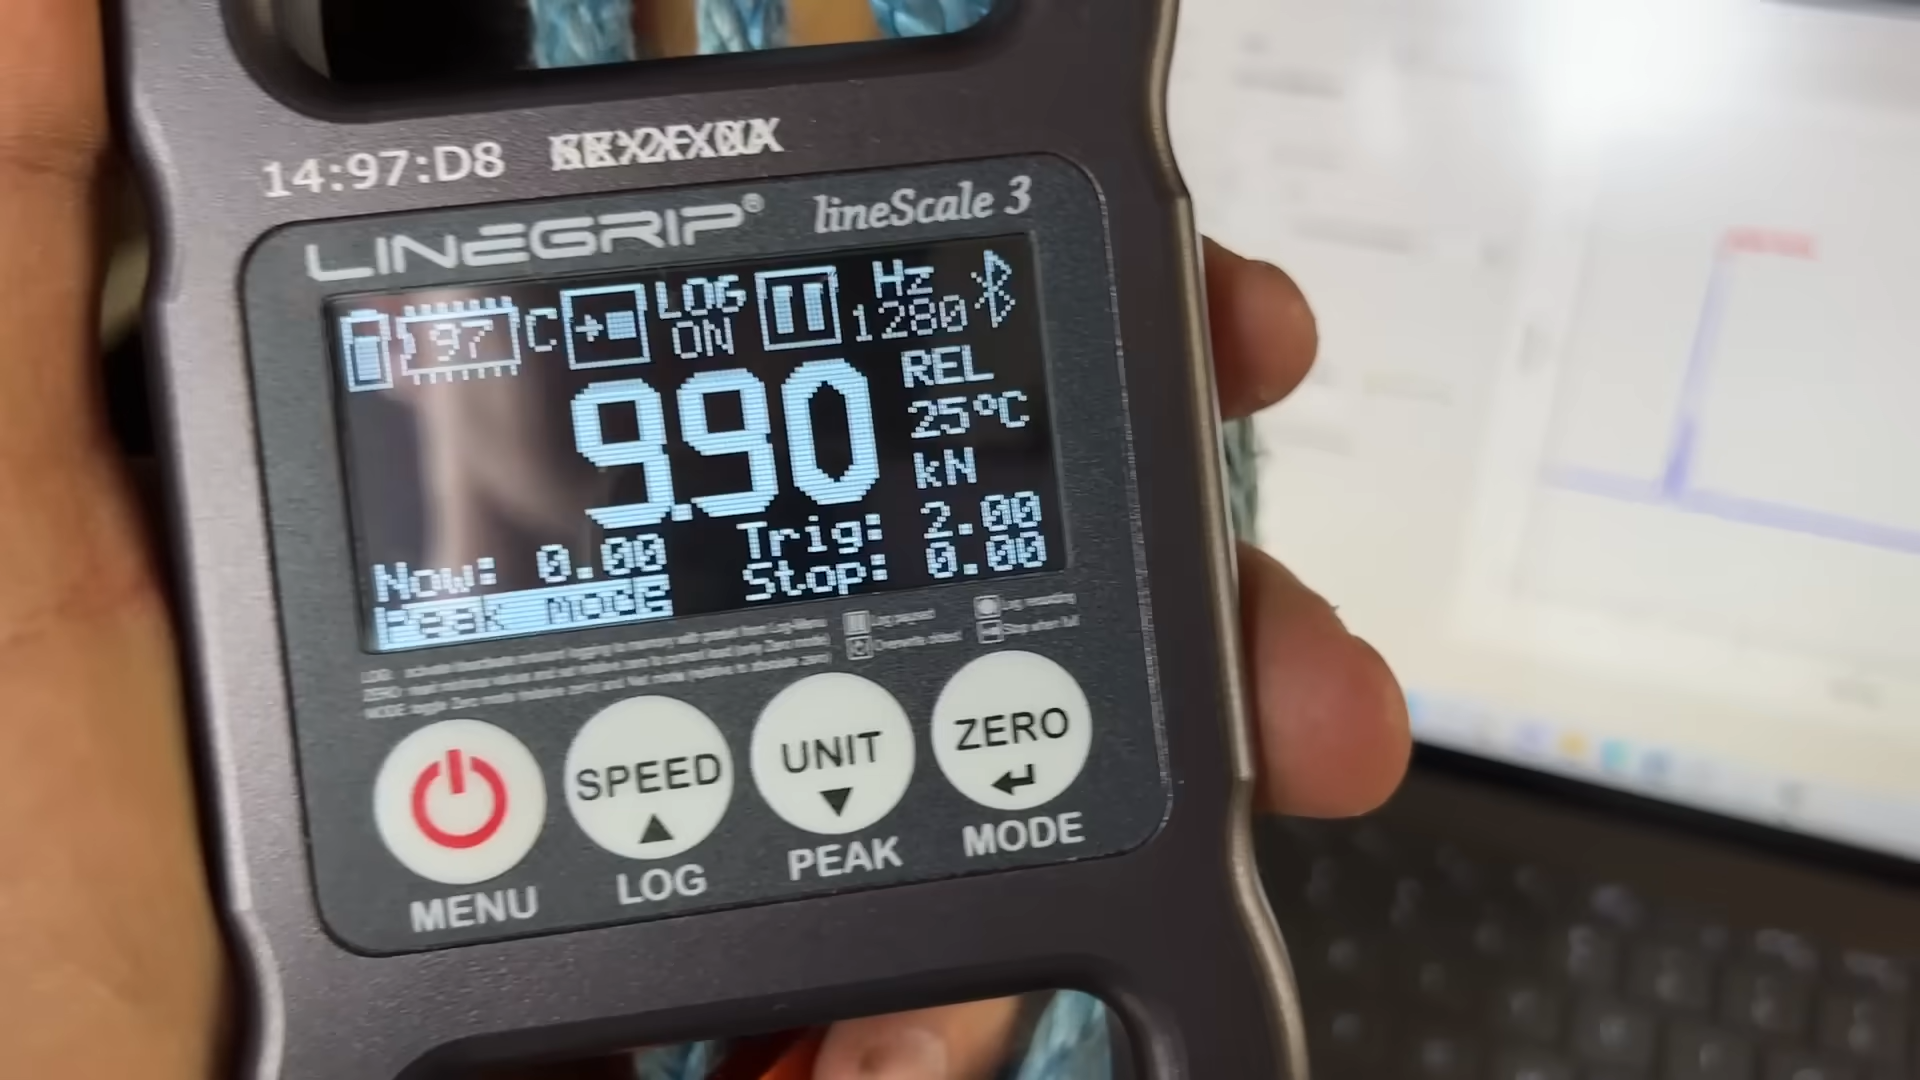 14:97:D8
LINEGRIP® lineScale 3
97 C LOG ON Hz 1280
9.90
REL
25ºC
kN
Now: 0.00
Trig: 2.00
Stop: 0.00
Peak mode
SPEED
UNIT
ZERO
MENU
LOG
PEAK
MODE